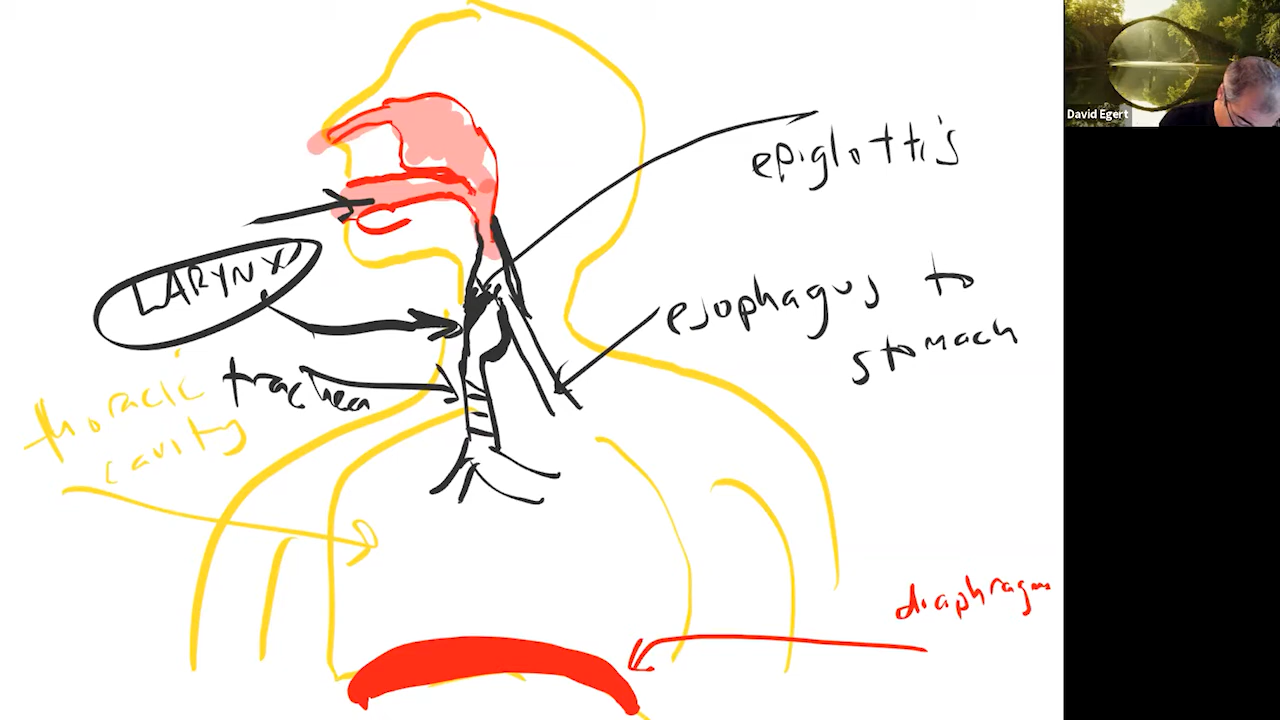 David Egert
epiglottis
LARYNX
esophagus to
stomach
thoracic
cavity
trachea
diaphragm